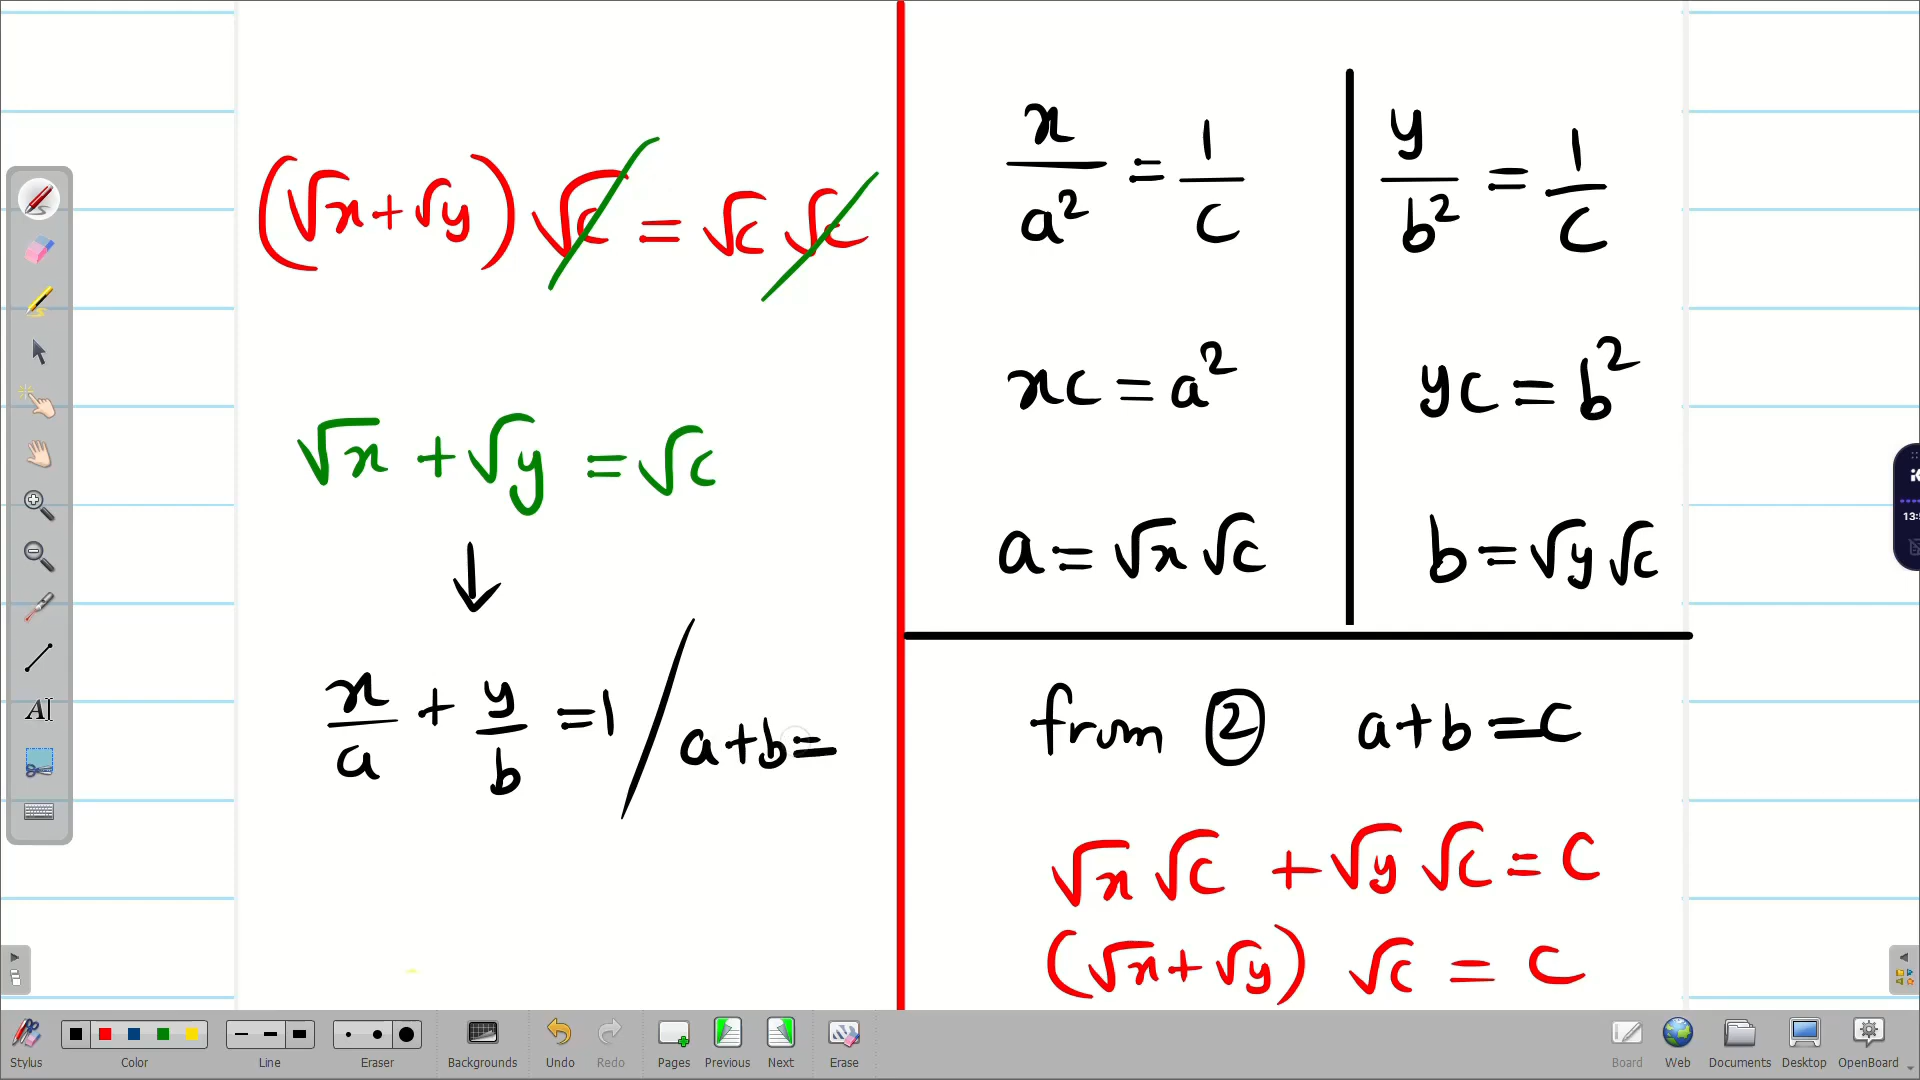 (√x+√y) √c = √c √c
√x + √y = √c
↓
x/a + y/b = 1 / a+b=
x/a² = 1/c
xc = a²
a = √x √c
y/b² = 1/c
yc = b²
b = √y √c
from ② a+b=c
√x √c + √y √c = c
(√x+√y) √c = c
13:
Stylus Color Line Eraser Backgrounds Undo Redo Pages Previous Next Erase Board Web Documents Desktop OpenBoard